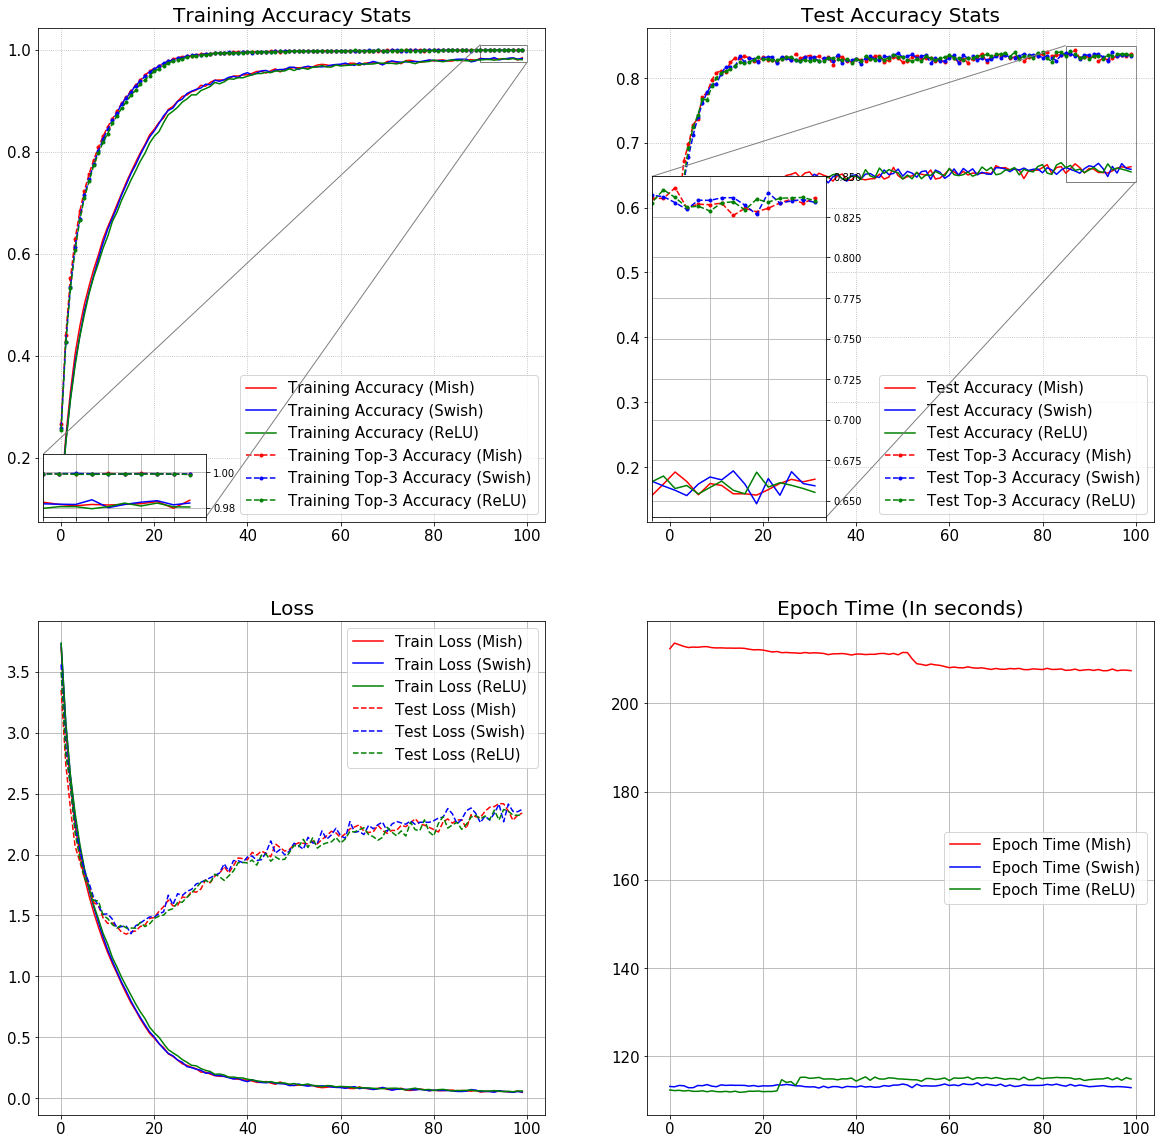 Training Accuracy Stats
1.0
0.8
0.6
0.4
0.2
Training Accuracy (Mish)
Training Accuracy (Swish)
Training Accuracy (ReLU)
Training Top-3 Accuracy (Mish)
Training Top-3 Accuracy (Swish)
Training Top-3 Accuracy (ReLU)
1.00
0.98
0 20 40 60 80 100
Test Accuracy Stats
0.8
0.7
0.6
0.5
0.4
0.3
0.2
0.850
0.825
0.800
0.775
0.750
0.725
0.700
0.675
0.650
Test Accuracy (Mish)
Test Accuracy (Swish)
Test Accuracy (ReLU)
Test Top-3 Accuracy (Mish)
Test Top-3 Accuracy (Swish)
Test Top-3 Accuracy (ReLU)
0 20 40 60 80 100
Loss
3.5
3.0
2.5
2.0
1.5
1.0
0.5
0.0
Train Loss (Mish)
Train Loss (Swish)
Train Loss (ReLU)
Test Loss (Mish)
Test Loss (Swish)
Test Loss (ReLU)
0 20 40 60 80 100
Epoch Time (In seconds)
200
180
160
140
120
Epoch Time (Mish)
Epoch Time (Swish)
Epoch Time (ReLU)
0 20 40 60 80 100